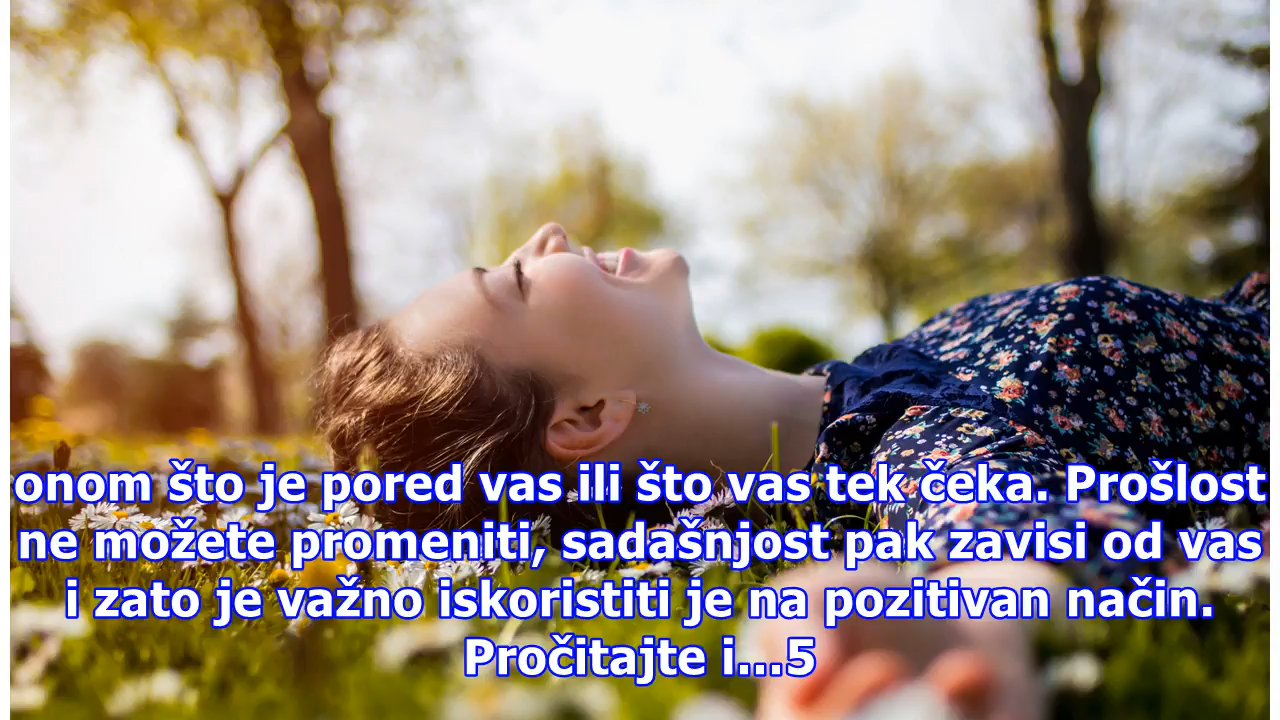 onom što je pored vas ili što vas tek čeka. Prošlost
ne možete promeniti, sadašnjost pak zavisi od vas
i zato je važno iskoristiti je na pozitivan način.
Pročitajte i...5